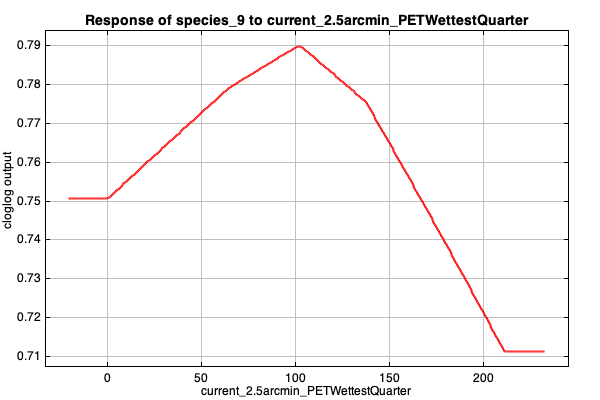 Response of species_9 to current_2.5arcmin_PETWettestQuarter
0.79
0.78
0.77
0.76
0.75
0.74
0.73
0.72
0.71
cloglog output
0 50 100 150 200
current_2.5arcmin_PETWettestQuarter